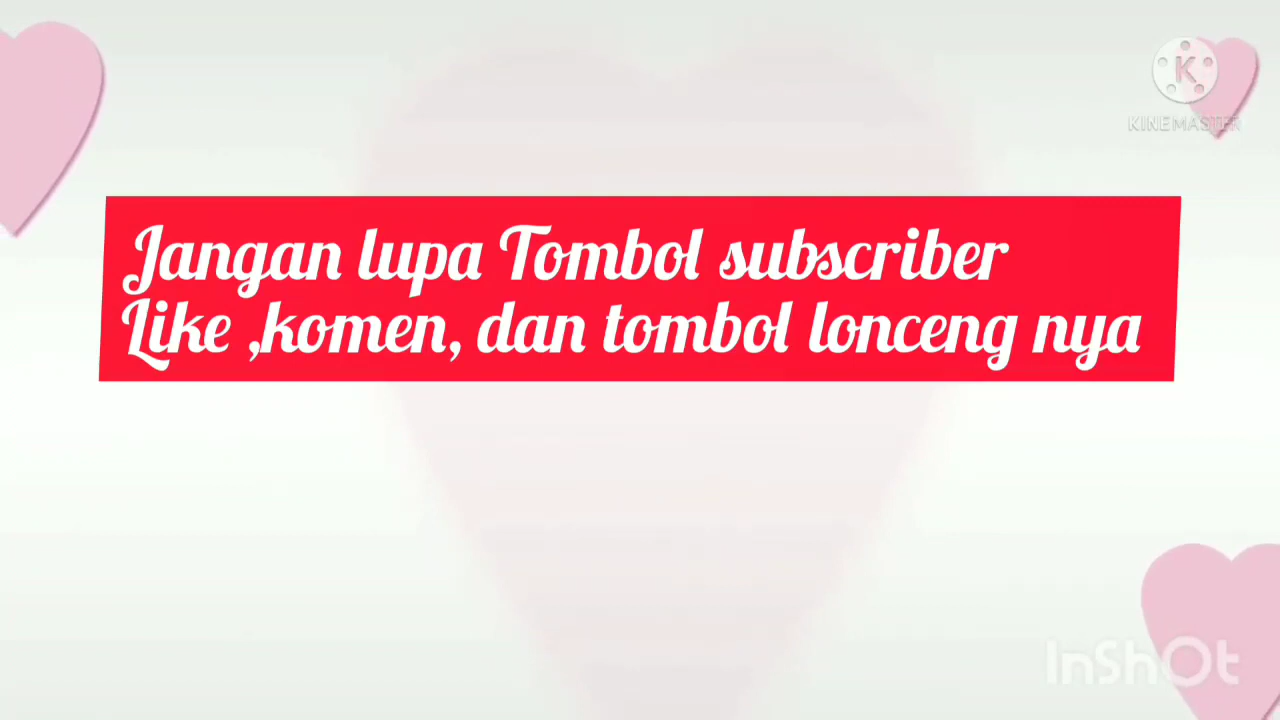 K
KINEMASTER
Jangan lupa Tombol subscriber
Like ,komen, dan tombol lonceng nya
InShOt